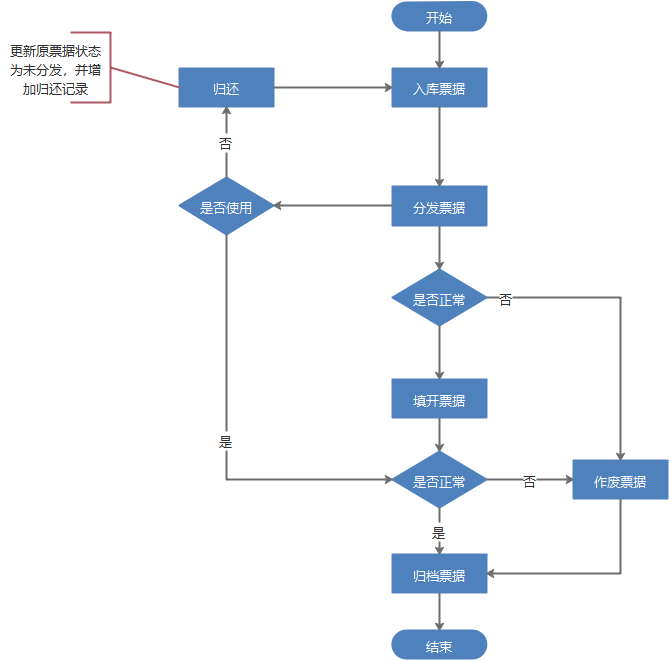 开始
更新原票据状态
为未分发，并增
加归还记录
归还
入库票据
否
是否使用
分发票据
是否正常
否
填开票据
是
是否正常
否
作废票据
是
归档票据
结束